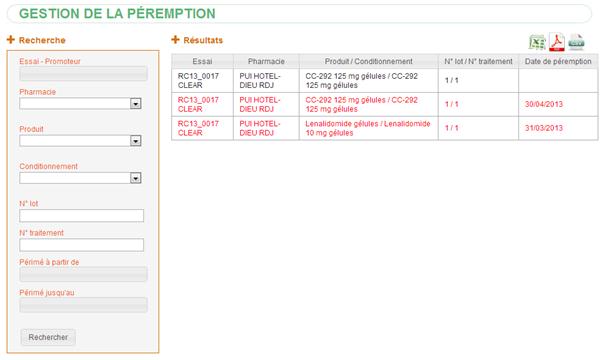 GESTION DE LA PÉREMPTION
Recherche
Essai - Promoteur
Pharmacie
Produit
Conditionnement
N° lot
N° traitement
Périmé à partir de
Périmé jusqu'au
Rechercher
Résultats
PDF
CSV
Essai Pharmacie Produit / Conditionnement N° lot / N° traitement Date de péremption
RC13_0017 PUI HOTEL- CC-292 125 mg gélules / CC-292 1 / 1
CLEAR DIEU RDJ 125 mg gélules
RC13_0017 PUI HOTEL- CC-292 125 mg gélules / CC-292 1 / 1 30/04/2013
CLEAR DIEU RDJ 125 mg gélules
RC13_0017 PUI HOTEL- Lenalidomide gélules / Lenalidomide 1 / 1 31/03/2013
CLEAR DIEU RDJ 10 mg gélules